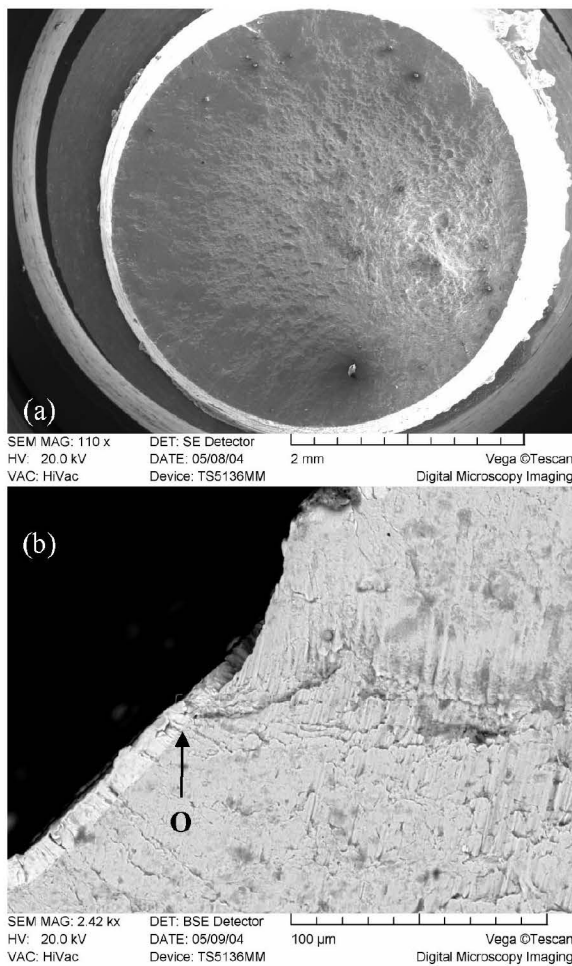 (a)
SEM MAG: 110 x DET: SE Detector
HV: 20.0 kV DATE: 05/08/04 2 mm Vega ©Tescan
VAC: HiVac Device: TS5136MM Digital Microscopy Imaging
(b)
O
SEM MAG: 2.42 kx DET: BSE Detector
HV: 20.0 kV DATE: 05/09/04 100 µm Vega ©Tescan
VAC: HiVac Device: TS5136MM Digital Microscopy Imaging